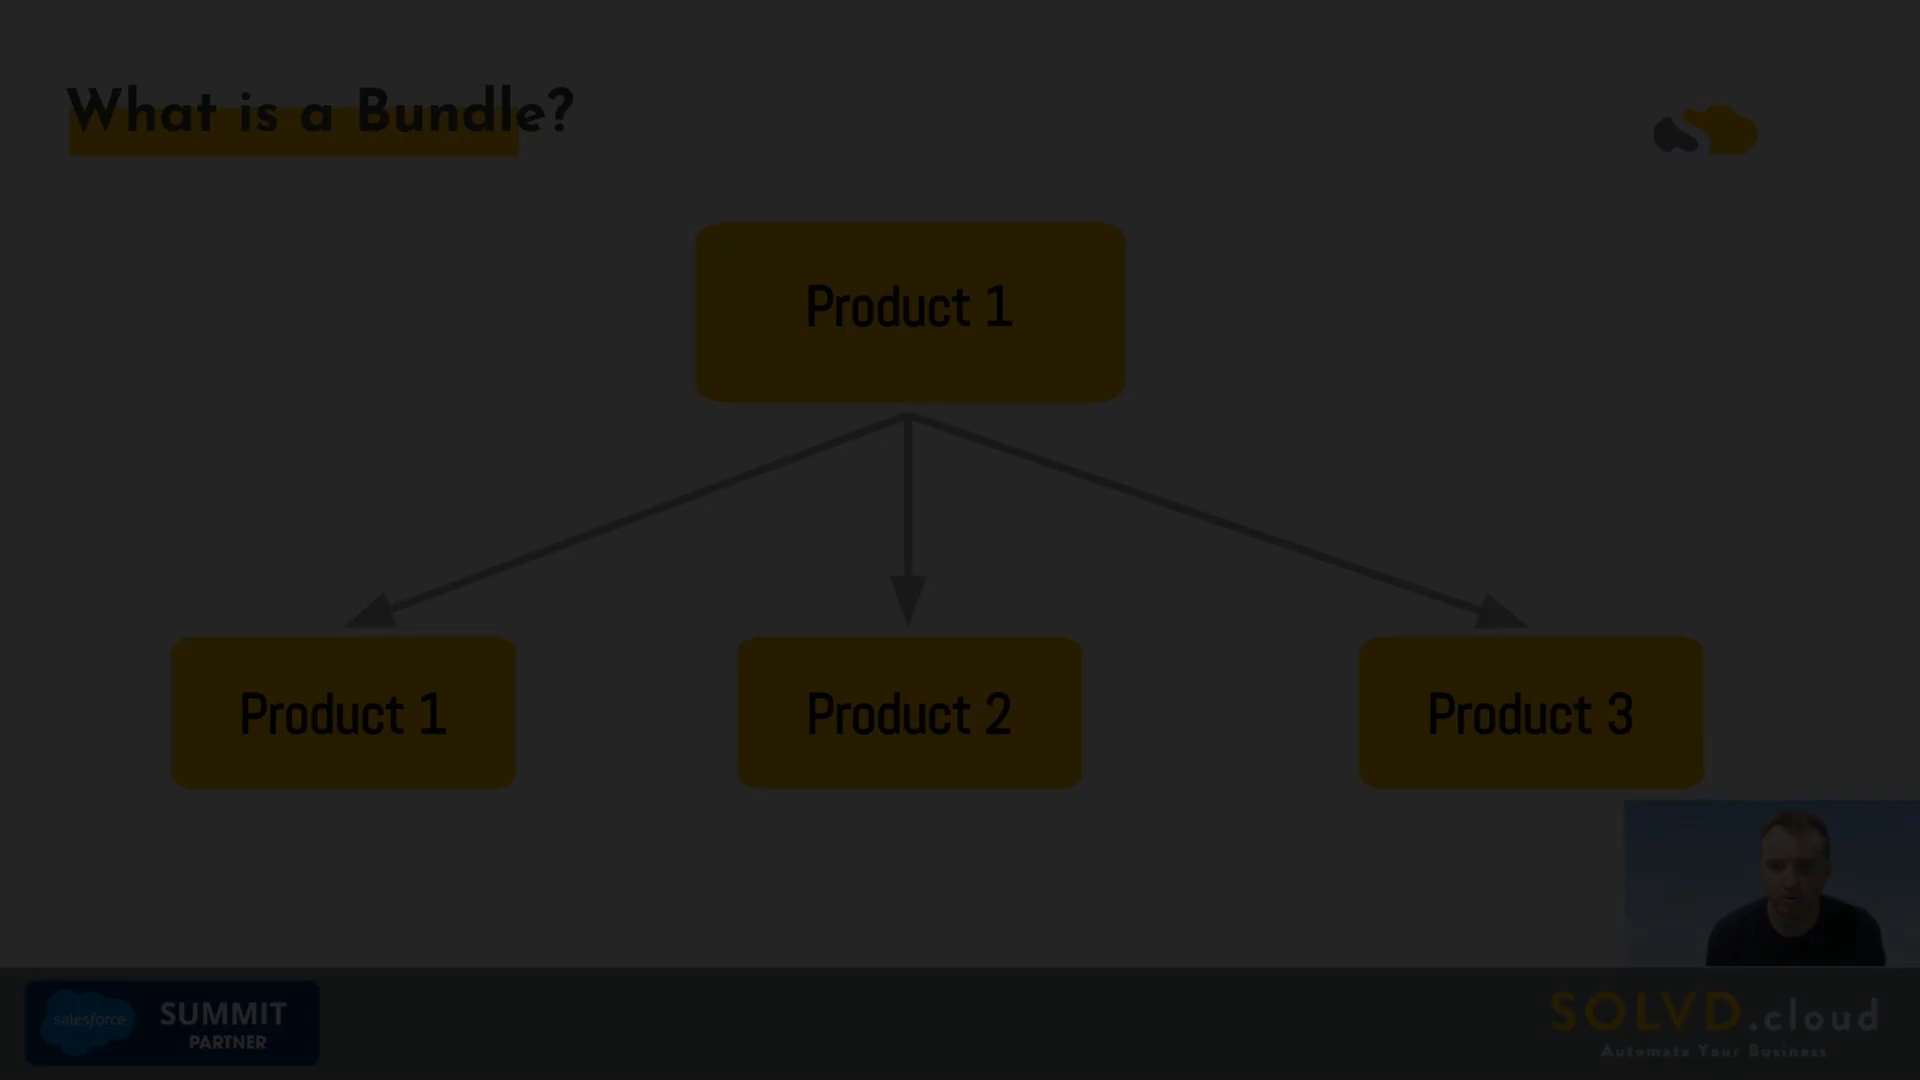 What is a Bundle?
Product 1
Product 1
Product 2
Product 3
salesforce
SUMMIT
PARTNER
SOLVD.cloud
Automate Your Business